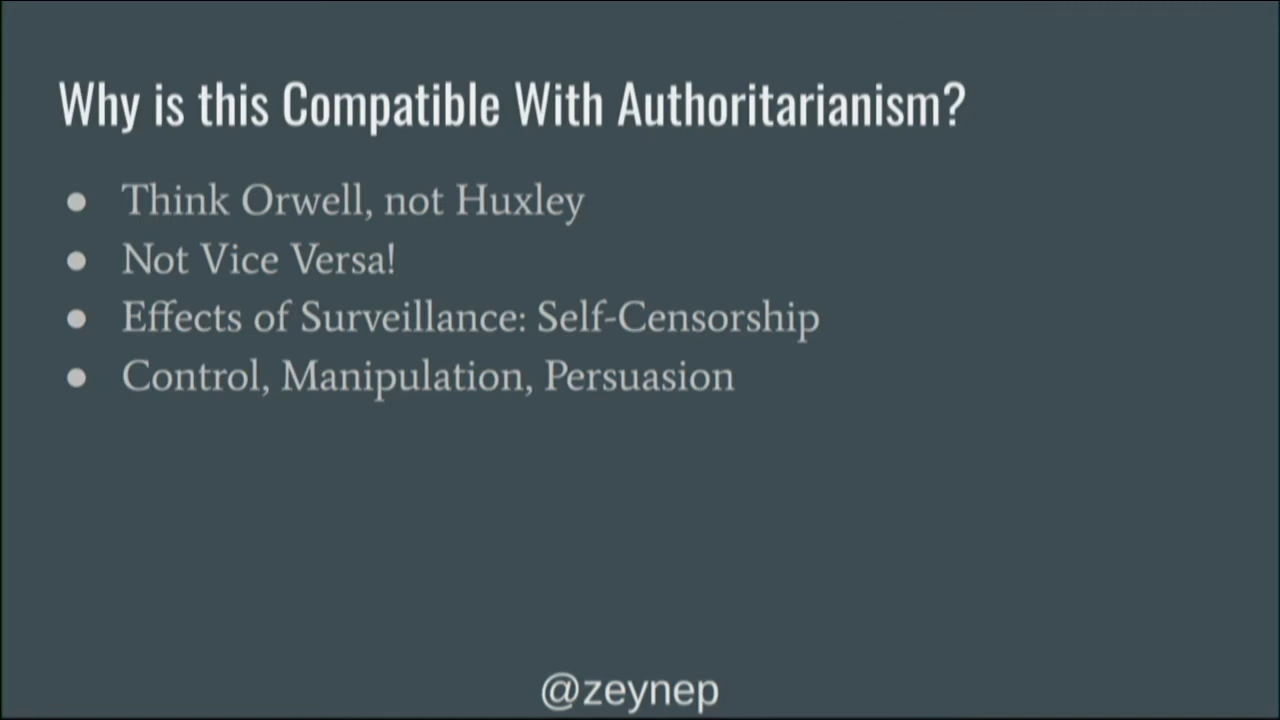 Why is this Compatible With Authoritarianism?
● Think Orwell, not Huxley
● Not Vice Versa!
● Effects of Surveillance: Self-Censorship
● Control, Manipulation, Persuasion
@zeynep